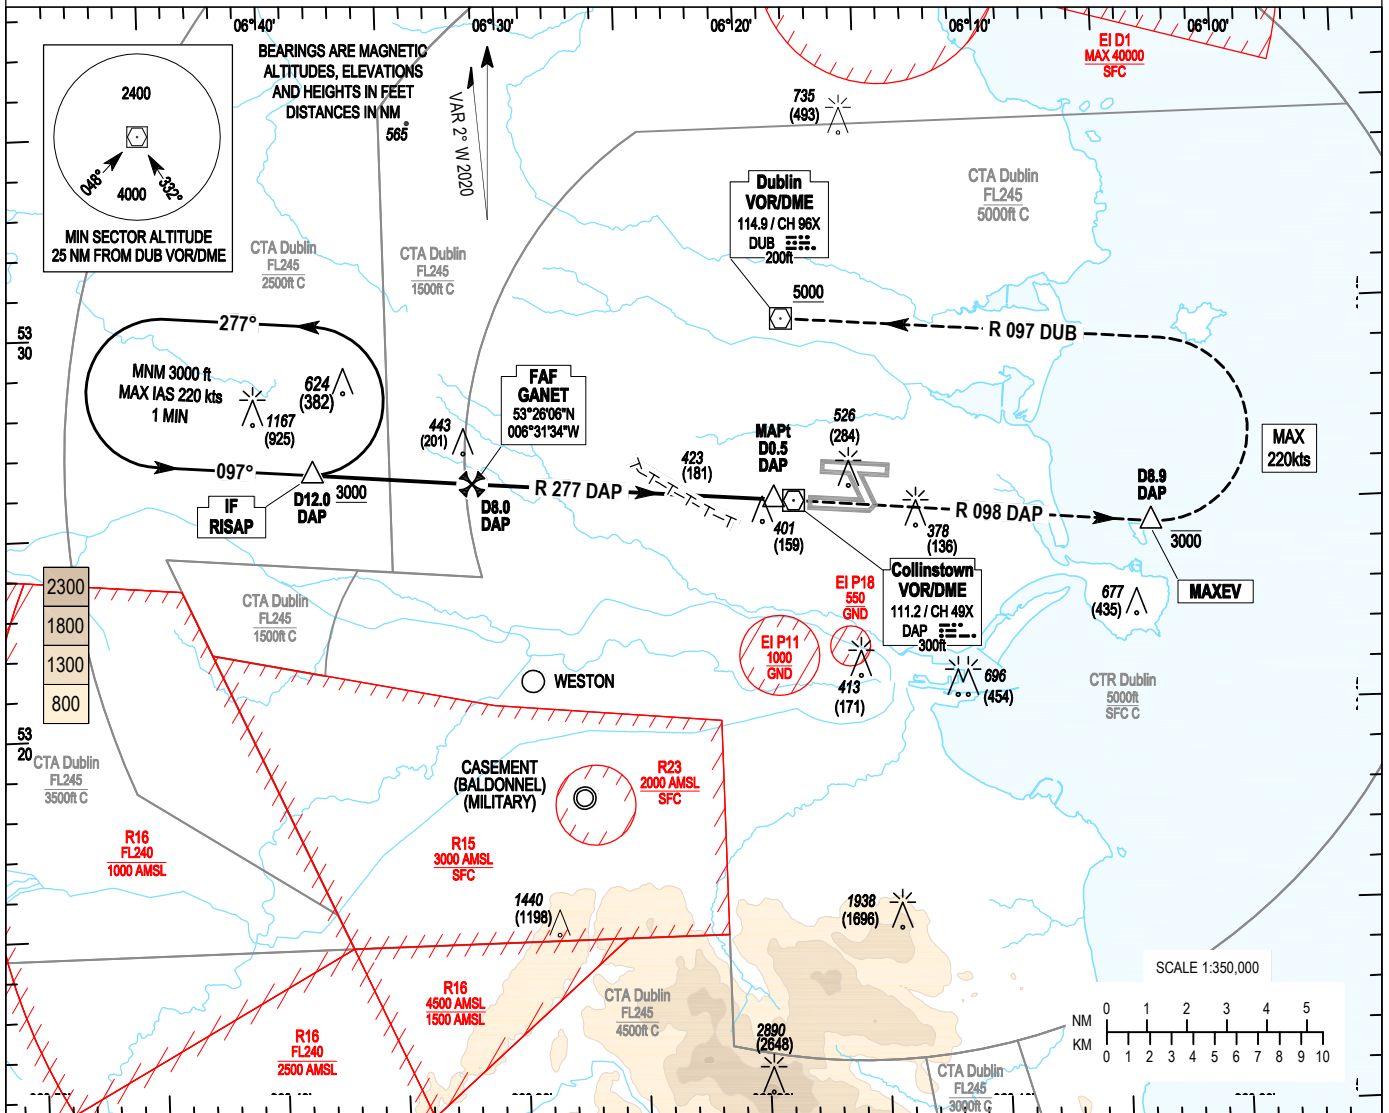 06°40'
06°30'
06°20'
06°10'
06°00'
2400
048°
332°
4000
MIN SECTOR ALTITUDE
25 NM FROM DUB VOR/DME
BEARINGS ARE MAGNETIC
ALTITUDES, ELEVATIONS
AND HEIGHTS IN FEET
DISTANCES IN NM
565
VAR 2° W 2020
EI D1
MAX 40000
SFC
735
(493)
CTA Dublin
FL245
5000ft C
Dublin
VOR/DME
114.9 / CH 96X
DUB
200ft
5000
CTA Dublin
FL245
2500ft C
CTA Dublin
FL245
1500ft C
53
30
277°
R 097 DUB
MNM 3000 ft
MAX IAS 220 kts
1 MIN
624
(382)
1167
(925)
FAF
GANET
53°26'06"N
006°31'34"W
443
(201)
423
(181)
MAPt
D0.5
DAP
526
(284)
MAX
220kts
097°
3000
IF
RISAP
D12.0
DAP
D8.0
DAP
R 277 DAP
401
(159)
378
(136)
R 098 DAP
D8.9
DAP
3000
MAXEV
Collinstown
VOR/DME
111.2 / CH 49X
DAP
300ft
2300
1800
1300
800
CTA Dublin
FL245
1500ft C
EI P18
550
GND
EI P11
1000
GND
677
(435)
WESTON
413
(171)
696
(454)
CTR Dublin
5000ft
SFC C
53
20
CTA Dublin
FL245
3500ft C
CASEMENT
(BALDONNEL)
(MILITARY)
R23
2000 AMSL
SFC
R16
FL240
1000 AMSL
R15
3000 AMSL
SFC
1440
(1198)
1938
(1696)
R16
4500 AMSL
1500 AMSL
CTA Dublin
FL245
4500ft C
R16
FL240
2500 AMSL
2890
(2648)
CTA Dublin
FL245
3000ft C
SCALE 1:350,000
NM
0 1 2 3 4 5
KM
0 1 2 3 4 5 6 7 8 9 10